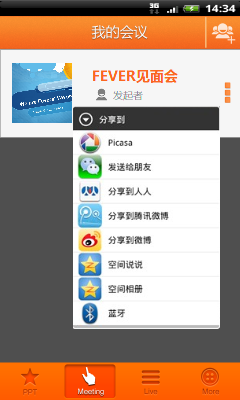 3G
14:34
我的会议
FEVER见面会
发起者
分享到
Picasa
发送给朋友
分享到人人
分享到腾讯微博
分享到微博
空间说说
空间相册
蓝牙
PPT
Meeting
Live
More